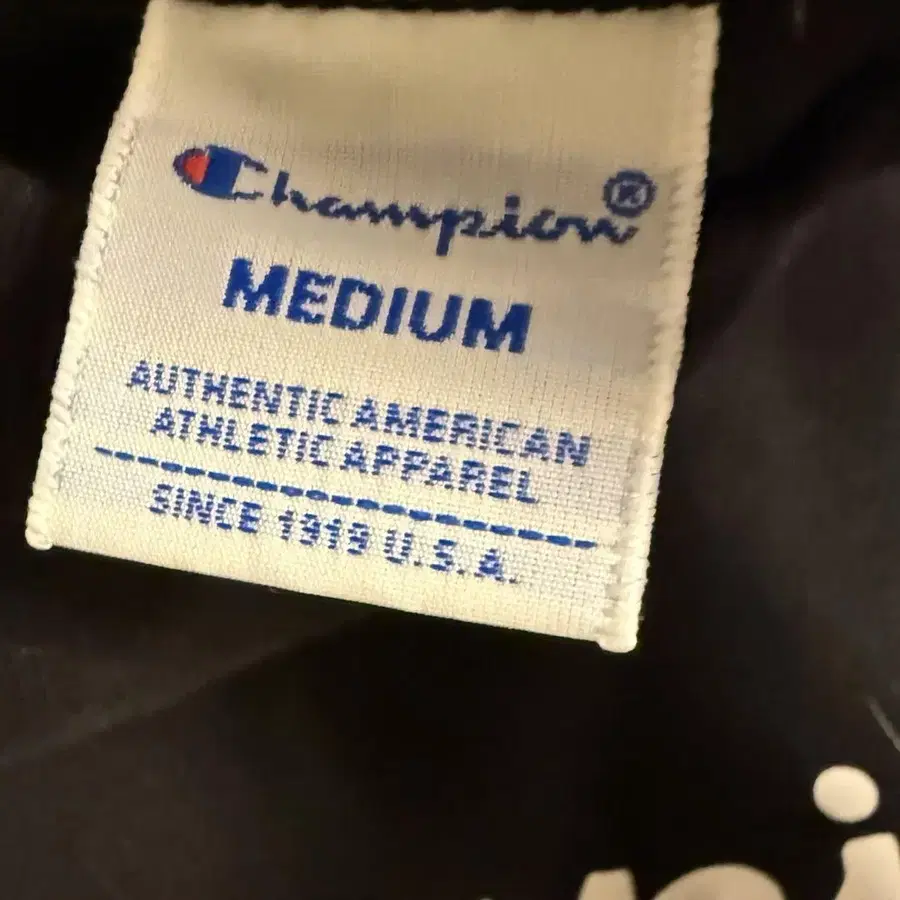 Champion®
MEDIUM
AUTHENTIC AMERICAN
ATHLETIC APPAREL
SINCE 1919 U.S.A.